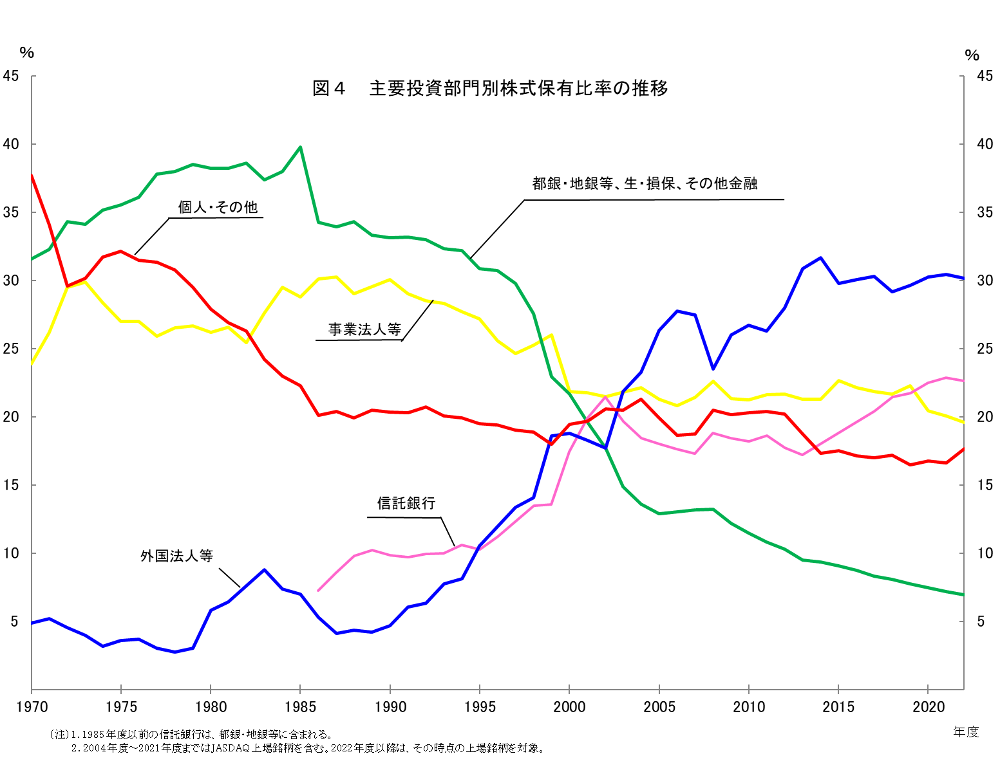 % %
図４　主要投資部門別株式保有比率の推移
45 45
40 40
都銀・地銀等、生・損保、その他金融
個人・その他
35 35
30 30
事業法人等
25 25
20 20
信託銀行
15 15
外国法人等
10 10
5 5
1970 1975 1980 1985 1990 1995 2000 2005 2010 2015 2020
年度
（注）1.1985年度以前の信託銀行は、都銀・地銀等に含まれる。
2.2004年度～2021年度まではJASDAQ上場銘柄を含む。2022年度以降は、その時点の上場銘柄を対象。